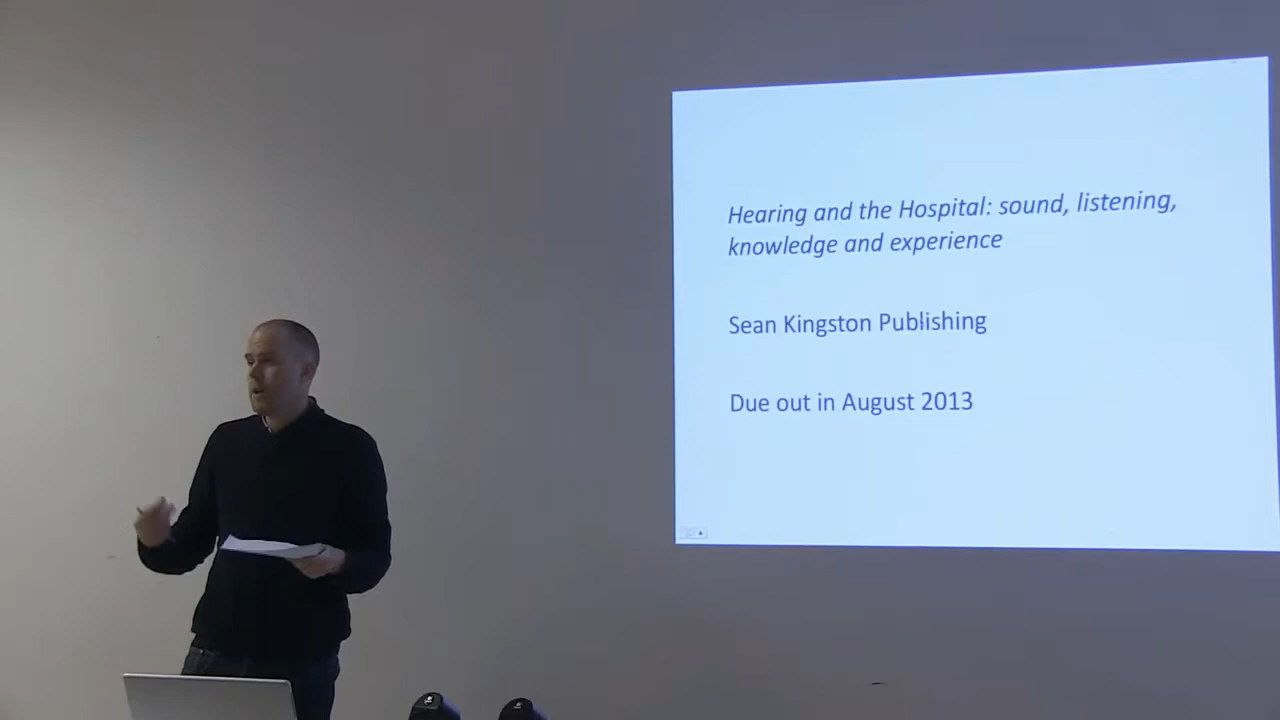 Hearing and the Hospital: sound, listening,
knowledge and experience
Sean Kingston Publishing
Due out in August 2013